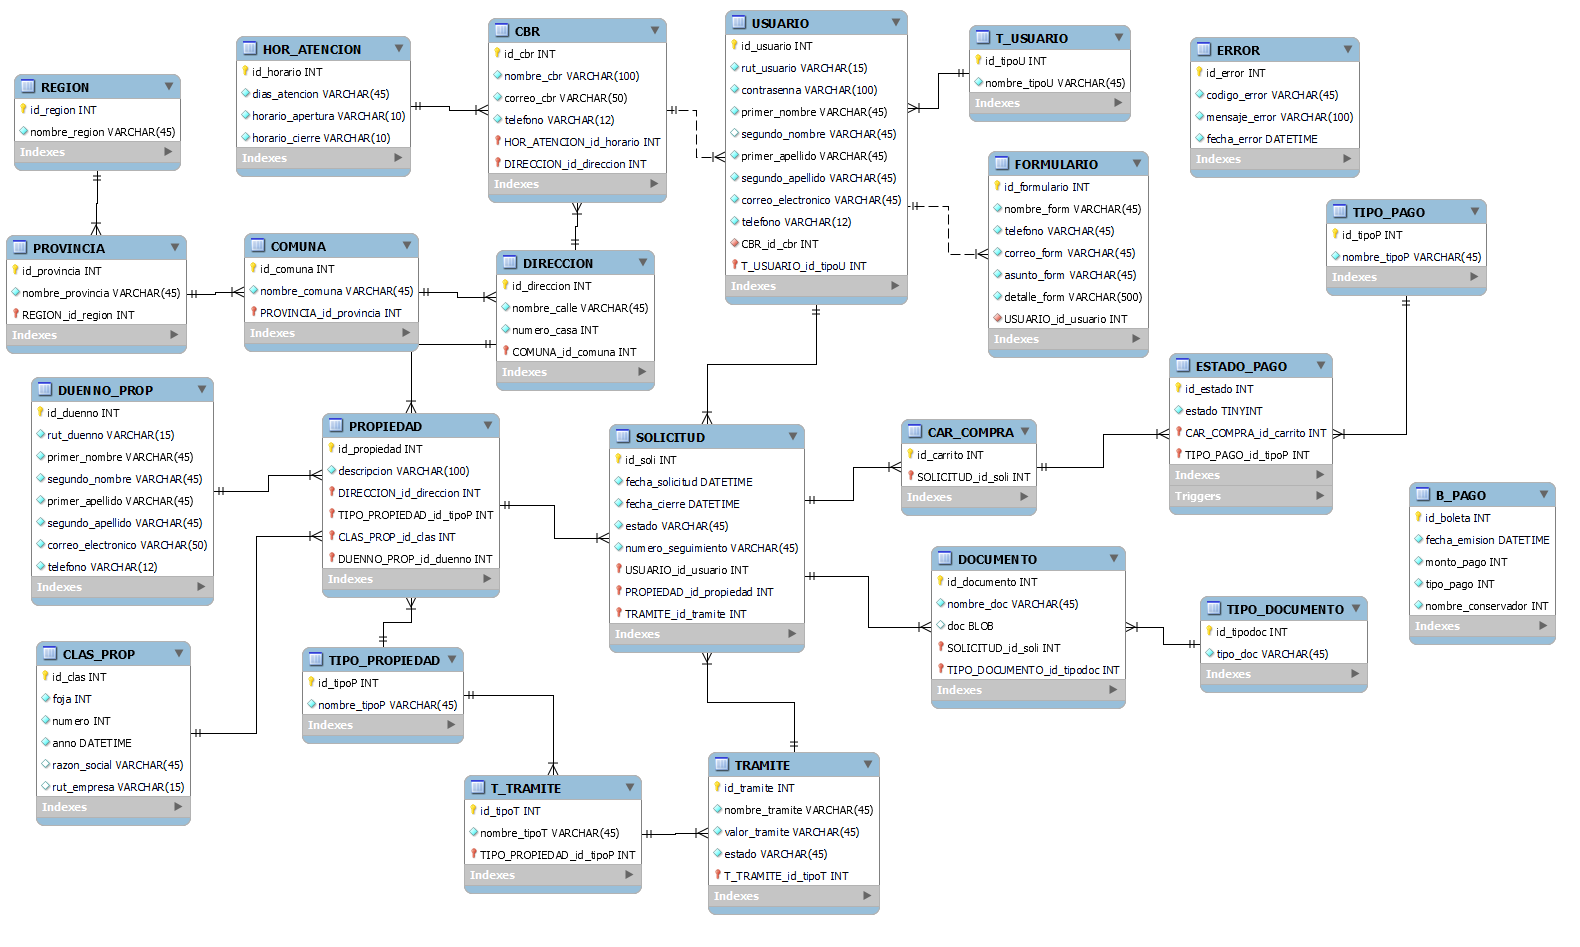 REGION
id_region INT
nombre_region VARCHAR(45)
Indexes
HOR_ATENCION
id_horario INT
dias_atencion VARCHAR(45)
horario_apertura VARCHAR(10)
horario_cierre VARCHAR(10)
Indexes
CBR
id_cbr INT
nombre_cbr VARCHAR(100)
correo_cbr VARCHAR(50)
telefono VARCHAR(12)
HOR_ATENCION_id_horario INT
DIRECCION_id_direccion INT
Indexes
USUARIO
id_usuario INT
rut_usuario VARCHAR(15)
contrasenna VARCHAR(100)
primer_nombre VARCHAR(45)
segundo_nombre VARCHAR(45)
primer_apellido VARCHAR(45)
segundo_apellido VARCHAR(45)
correo_electronico VARCHAR(45)
telefono VARCHAR(12)
CBR_id_cbr INT
T_USUARIO_id_tipoU INT
Indexes
T_USUARIO
id_tipoU INT
nombre_tipoU VARCHAR(45)
Indexes
ERROR
id_error INT
codigo_error VARCHAR(45)
mensaje_error VARCHAR(100)
fecha_error DATETIME
Indexes
FORMULARIO
id_formulario INT
nombre_form VARCHAR(45)
telefono VARCHAR(45)
correo_form VARCHAR(45)
asunto_form VARCHAR(45)
detalle_form VARCHAR(500)
USUARIO_id_usuario INT
Indexes
TIPO_PAGO
id_tipoP INT
nombre_tipoP VARCHAR(45)
Indexes
PROVINCIA
id_provincia INT
nombre_provincia VARCHAR(45)
REGION_id_region INT
Indexes
COMUNA
id_comuna INT
nombre_comuna VARCHAR(45)
PROVINCIA_id_provincia INT
Indexes
DIRECCION
id_direccion INT
nombre_calle VARCHAR(45)
numero_casa INT
COMUNA_id_comuna INT
Indexes
ESTADO_PAGO
id_estado INT
estado TINYINT
CAR_COMPRA_id_carrito INT
TIPO_PAGO_id_tipoP INT
Indexes
Triggers
DUENNO_PROP
id_duenno INT
rut_duenno VARCHAR(15)
primer_nombre VARCHAR(45)
segundo_nombre VARCHAR(45)
primer_apellido VARCHAR(45)
segundo_apellido VARCHAR(45)
correo_electronico VARCHAR(50)
telefono VARCHAR(12)
Indexes
PROPIEDAD
id_propiedad INT
descripcion VARCHAR(100)
DIRECCION_id_direccion INT
TIPO_PROPIEDAD_id_tipoP INT
CLAS_PROP_id_clas INT
DUENNO_PROP_id_duenno INT
Indexes
SOLICITUD
id_soli INT
fecha_solicitud DATETIME
fecha_cierre DATETIME
estado VARCHAR(45)
numero_seguimiento VARCHAR(45)
USUARIO_id_usuario INT
PROPIEDAD_id_propiedad INT
TRAMITE_id_tramite INT
Indexes
CAR_COMPRA
id_carrito INT
SOLICITUD_id_soli INT
Indexes
B_PAGO
id_boleta INT
fecha_emision DATETIME
monto_pago INT
tipo_pago INT
nombre_conservador INT
Indexes
DOCUMENTO
id_documento INT
nombre_doc VARCHAR(45)
doc BLOB
SOLICITUD_id_soli INT
TIPO_DOCUMENTO_id_tipodoc INT
Indexes
TIPO_DOCUMENTO
id_tipodoc INT
tipo_doc VARCHAR(45)
Indexes
CLAS_PROP
id_clas INT
foja INT
numero INT
anno DATETIME
razon_social VARCHAR(45)
rut_empresa VARCHAR(15)
Indexes
TIPO_PROPIEDAD
id_tipoP INT
nombre_tipoP VARCHAR(45)
Indexes
T_TRAMITE
id_tipoT INT
nombre_tipoT VARCHAR(45)
TIPO_PROPIEDAD_id_tipoP INT
Indexes
TRAMITE
id_tramite INT
nombre_tramite VARCHAR(45)
valor_tramite VARCHAR(45)
estado VARCHAR(45)
T_TRAMITE_id_tipoT INT
Indexes